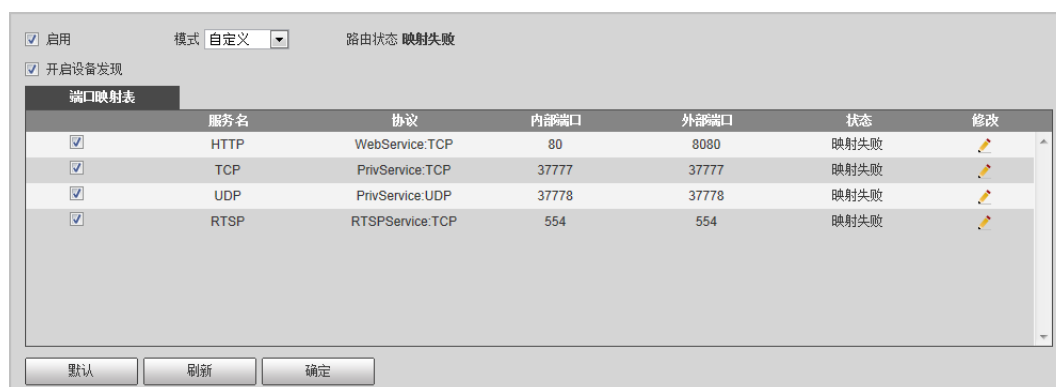 启用 模式 自定义 路由状态 映射失败
开启设备发现
端口映射表
服务名 协议 内部端口 外部端口 状态 修改
HTTP WebService:TCP 80 8080 映射失败
TCP PrivService:TCP 37777 37777 映射失败
UDP PrivService:UDP 37778 37778 映射失败
RTSP RTSPService:TCP 554 554 映射失败
默认 刷新 确定